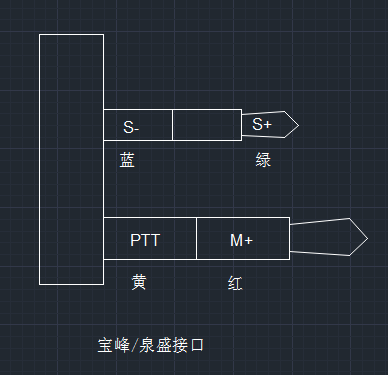 S- S+
蓝 绿
PTT M+
黄 红
宝峰/泉盛接口